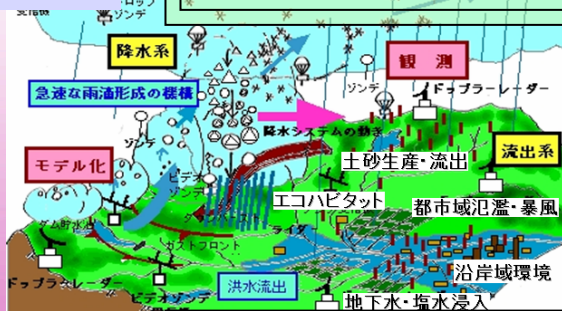 ゾンデ
降水系
観 測
ゾンデ
ドップラーレーダー
急速な雨滴形成の機構
ゾンデ
降水システムの動き
土砂生産・流出
流出系
モデル化
ビデオ
ゾンデ
エコハビタット
都市域氾濫・暴風
ダム貯水池
ガストフロント
ライダー
沿岸域環境
ドップラーレーダー
ビデオゾンデ
洪水流出
地下水・塩水浸入